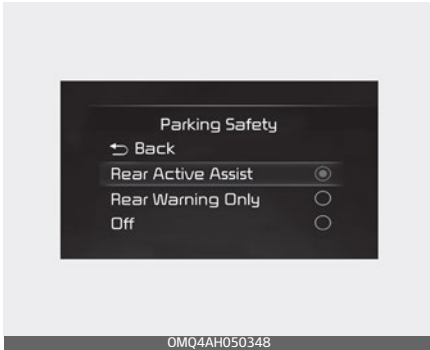 Parking Safety
Back
Rear Active Assist
Rear Warning Only
Off
OMQ4AH050348